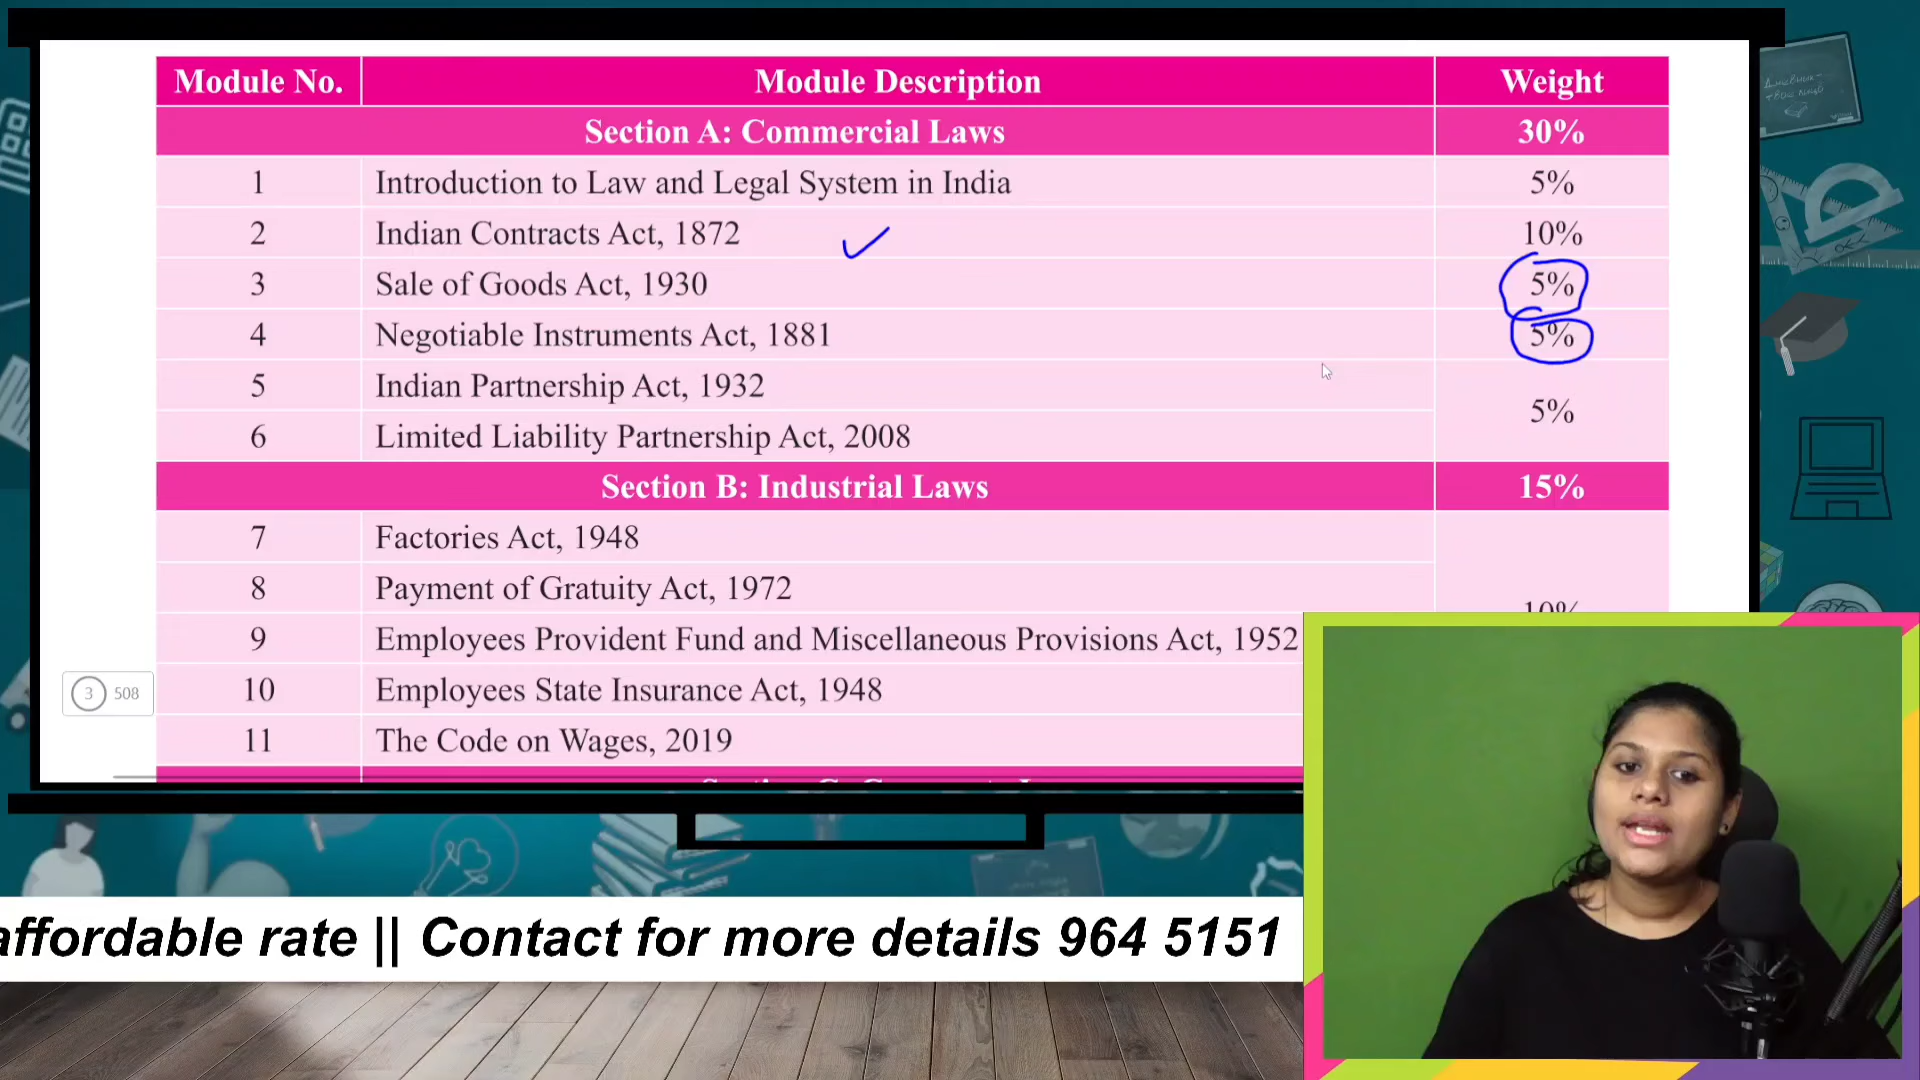 Module No. Module Description Weight
Section A: Commercial Laws 30%
1 Introduction to Law and Legal System in India 5%
2 Indian Contracts Act, 1872 10%
3 Sale of Goods Act, 1930 5%
4 Negotiable Instruments Act, 1881 5%
5 Indian Partnership Act, 1932
5%
6 Limited Liability Partnership Act, 2008
Section B: Industrial Laws 15%
7 Factories Act, 1948
8 Payment of Gratuity Act, 1972
10%
9 Employees Provident Fund and Miscellaneous Provisions Act, 1952
10 Employees State Insurance Act, 1948
11 The Code on Wages, 2019
3 508
affordable rate || Contact for more details 964 5151